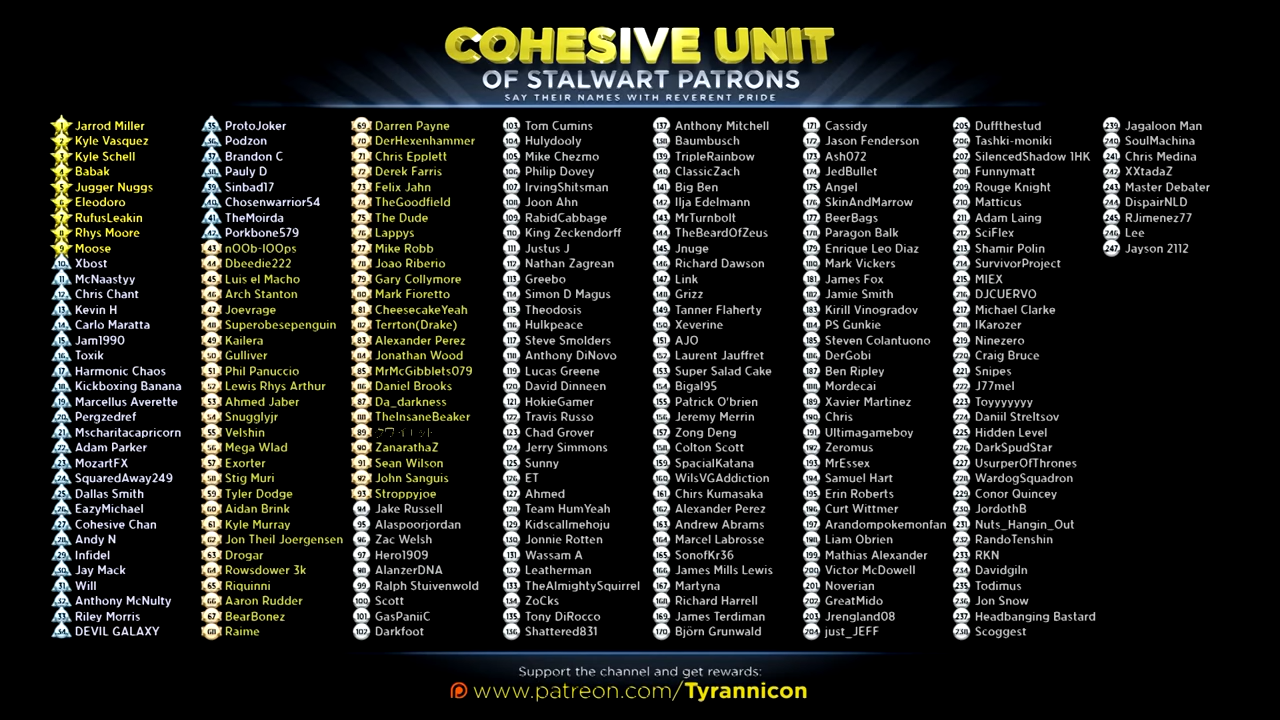 COHESIVE UNIT
OF STALWART PATRONS
SAY THEIR NAMES WITH REVERENT PRIDE
1 Jarrod Miller
2 Kyle Vasquez
3 Kyle Schell
4 Babak
5 Jugger Nuggs
6 Eleodoro
7 RufusLeakin
8 Rhys Moore
9 Moose
10 Xbost
11 McNaastyy
12 Chris Chant
13 Kevin H
14 Carlo Maratta
15 Jam1990
16 Toxik
17 Harmonic Chaos
18 Kickboxing Banana
19 Marcellus Averette
20 Pergzedref
21 Mscharitacapricorn
22 Adam Parker
23 MozartFX
24 SquaredAway249
25 Dallas Smith
26 EazyMichael
27 Cohesive Chan
28 Andy N
29 Infidel
30 Jay Mack
31 Will
32 Anthony McNulty
33 Riley Morris
34 DEVIL GALAXY
35 ProtoJoker
36 Podzon
37 Brandon C
38 Pauly D
39 Sinbad17
40 Chosenwarrior54
41 TheMoirda
42 Porkbone579
43 nOOb-lOOps
44 Dbeedie222
45 Luis el Macho
46 Arch Stanton
47 Joevrage
48 Superobesepenguin
49 Kailera
50 Gulliver
51 Phil Panuccio
52 Lewis Rhys Arthur
53 Ahmed Jaber
54 Snugglyjr
55 Velshin
56 Mega Wlad
57 Exorter
58 Stig Muri
59 Tyler Dodge
60 Aidan Brink
61 Kyle Murray
62 Jon Theil Joergensen
63 Drogar
64 Rowsdower 3k
65 Riquinni
66 Aaron Rudder
67 BearBonez
68 Raime
69 Darren Payne
70 DerHexenhammer
71 Chris Epplett
72 Derek Farris
73 Felix Jahn
74 TheGoodfield
75 The Dude
76 Lappys
77 Mike Robb
78 Joao Riberio
79 Gary Collymore
80 Mark Fioretto
81 CheesecakeYeah
82 Terrton(Drake)
83 Alexander Perez
84 Jonathan Wood
85 MrMcGibblets079
86 Daniel Brooks
87 Da_darkness
88 TheInsaneBeaker
89
90 ZanarathaZ
91 Sean Wilson
92 John Sanguis
93 Stroppyjoe
94 Jake Russell
95 Alaspoorjordan
96 Zac Welsh
97 Hero1909
98 AlanzerDNA
99 Ralph Stuivenwold
100 Scott
101 GasPaniiC
102 Darkfoot
103 Tom Cumins
104 Hulydooly
105 Mike Chezmo
106 Philip Dovey
107 IrvingShitsman
108 Joon Ahn
109 RabidCabbage
110 King Zeckendorff
111 Justus J
112 Nathan Zagrean
113 Greebo
114 Simon D Magus
115 Theodosis
116 Hulkpeace
117 Steve Smolders
118 Anthony DiNovo
119 Lucas Greene
120 David Dinneen
121 HokieGamer
122 Travis Russo
123 Chad Grover
124 Jerry Simmons
125 Sunny
126 ET
127 Ahmed
128 Team HumYeah
129 Kidscallmehoju
130 Jonnie Rotten
131 Wassam A
132 Leatherman
133 TheAlmightySquirrel
134 ZoCks
135 Tony DiRocco
136 Shattered831
137 Anthony Mitchell
138 Baumbusch
139 TripleRainbow
140 ClassicZach
141 Big Ben
142 Ilja Edelmann
143 MrTurnbolt
144 TheBeardOfZeus
145 Jnuge
146 Richard Dawson
147 Link
148 Grizz
149 Tanner Flaherty
150 Xeverine
151 AJO
152 Laurent Jauffret
153 Super Salad Cake
154 Bigal95
155 Patrick O'brien
156 Jeremy Merrin
157 Zong Deng
158 Colton Scott
159 SpacialKatana
160 WilsVGAddiction
161 Chirs Kumasaka
162 Alexander Perez
163 Andrew Abrams
164 Marcel Labrosse
165 SonofKr36
166 James Mills Lewis
167 Martyna
168 Richard Harrell
169 James Terdiman
170 Björn Grunwald
171 Cassidy
172 Jason Fenderson
173 Ash072
174 JedBullet
175 Angel
176 SkinAndMarrow
177 BeerBags
178 Paragon Balk
179 Enrique Leo Diaz
180 Mark Vickers
181 James Fox
182 Jamie Smith
183 Kirill Vinogradov
184 PS Gunkie
185 Steven Colantuono
186 DerGobi
187 Ben Ripley
188 Mordecai
189 Xavier Martinez
190 Chris
191 Ultimagameboy
192 Zeromus
193 MrEssex
194 Samuel Hart
195 Erin Roberts
196 Curt Wittmer
197 Arandompokemonfan
198 Liam Obrien
199 Mathias Alexander
200 Victor McDowell
201 Noverian
202 GreatMido
203 Jrengland08
204 just_JEFF
205 Duffthestud
206 Tashki-moniki
207 SilencedShadow 1HK
208 Funnymatt
209 Rouge Knight
210 Matticus
211 Adam Laing
212 SciFlex
213 Shamir Polin
214 SurvivorProject
215 MIEX
216 DJCUERVO
217 Michael Clarke
218 IKarozer
219 Ninezero
220 Craig Bruce
221 Snipes
222 J77mel
223 Toyyyyyyy
224 Daniil Streltsov
225 Hidden Level
226 DarkSpudStar
227 UsurperOfThrones
228 WardogSquadron
229 Conor Quincey
230 JordothB
231 Nuts_Hangin_Out
232 RandoTenshin
233 RKN
234 Davidgiln
235 Todimus
236 Jon Snow
237 Headbanging Bastard
238 Scoggest
239 Jagaloon Man
240 SoulMachina
241 Chris Medina
242 XXtadaZ
243 Master Debater
244 DispairNLD
245 RJimenez77
246 Lee
247 Jayson 2112
Support the channel and get rewards:
www.patreon.com/Tyrannicon